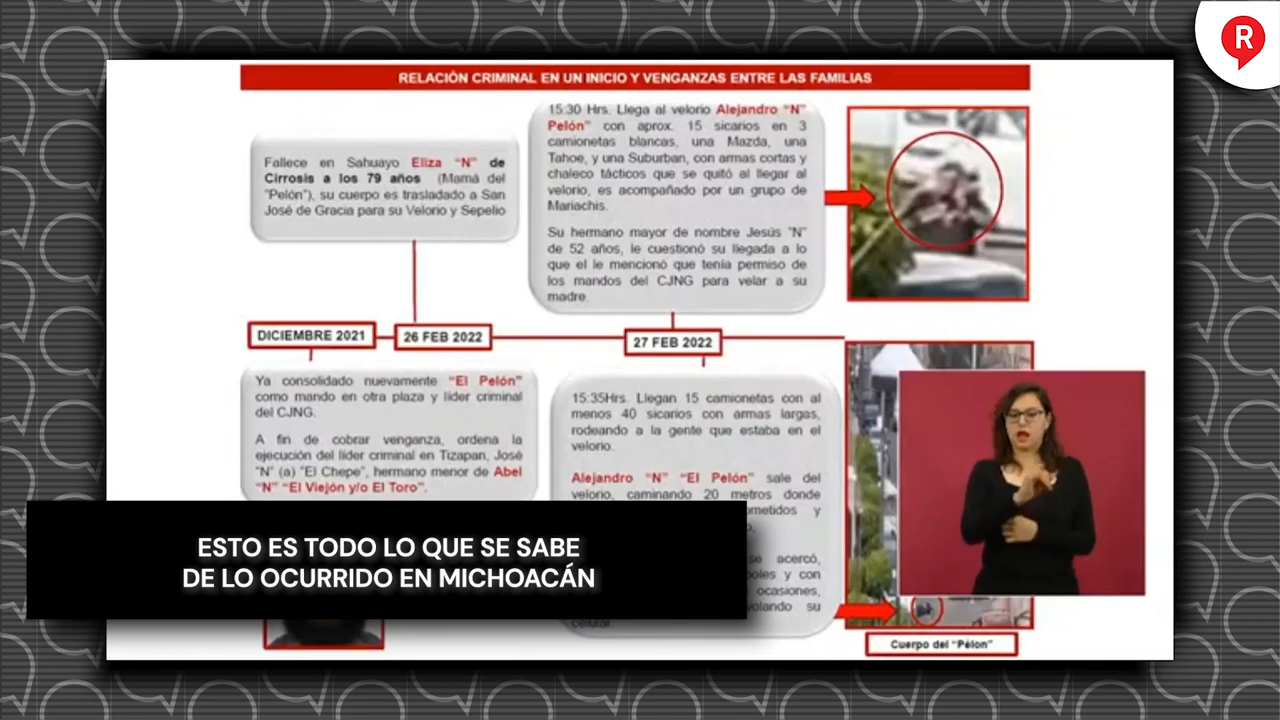 R
RELACIÓN CRIMINAL EN UN INICIO Y VENGANZAS ENTRE LAS FAMILIAS
Fallece en Sahuayo Eliza "N" de
Cirrosis a los 79 años (Mamá del
"Pelón"), su cuerpo es trasladado a San
José de Gracia para su Velorio y Sepelio
15:30 Hrs. Llega al velorio Alejandro "N"
Pelón" con aprox. 15 sicarios en 3
camionetas blancas, una Mazda, una
Tahoe, y una Suburban, con armas cortas y
chaleco tácticos que se quitó al llegar al
velorio, es acompañado por un grupo de
Mariachis.
Su hermano mayor de nombre Jesús "N"
de 52 años, le cuestionó su llegada a lo
que el le mencionó que tenía permiso de
los mandos del CJNG para velar a su
madre.
DICIEMBRE 2021
26 FEB 2022
27 FEB 2022
Ya consolidado nuevamente "El Pelón"
como mando en otra plaza y líder criminal
del CJNG.
A fin de cobrar venganza, ordena la
ejecución del líder criminal en Tizapan, José
"N" (a) "El Chepe", hermano menor de Abel
"N" "El Viejón y/o El Toro".
15:35Hrs. Llegan 15 camionetas con al
menos 40 sicarios con armas largas,
rodeando a la gente que estaba en el
velorio.
Alejandro "N" "El Pelón" sale del
velorio, caminando 20 metros donde
ometidos y
se acercó,
oles y con
ocasiones,
volando su
celular.
Cuerpo del "Pélon"
ESTO ES TODO LO QUE SE SABE
DE LO OCURRIDO EN MICHOACÁN